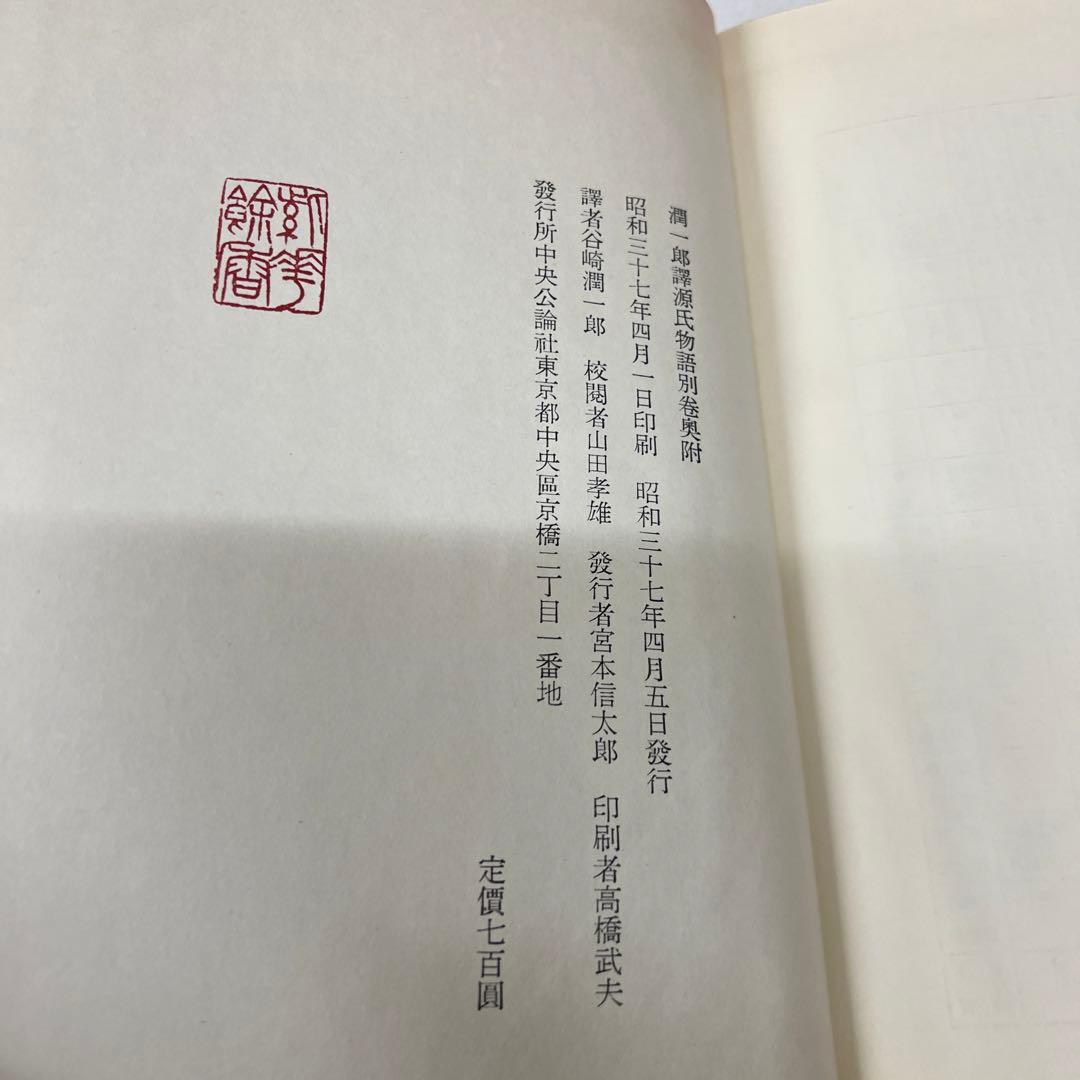 潤一郎譯源氏物語別卷奧附
昭和三十七年四月一日印刷　昭和三十七年四月五日發行
譯者谷崎潤一郎　校閱者山田孝雄　發行者宮本信太郎　印刷者高橋武夫
發行所中央公論社東京都中央區京橋二丁目一番地
定價七百圓